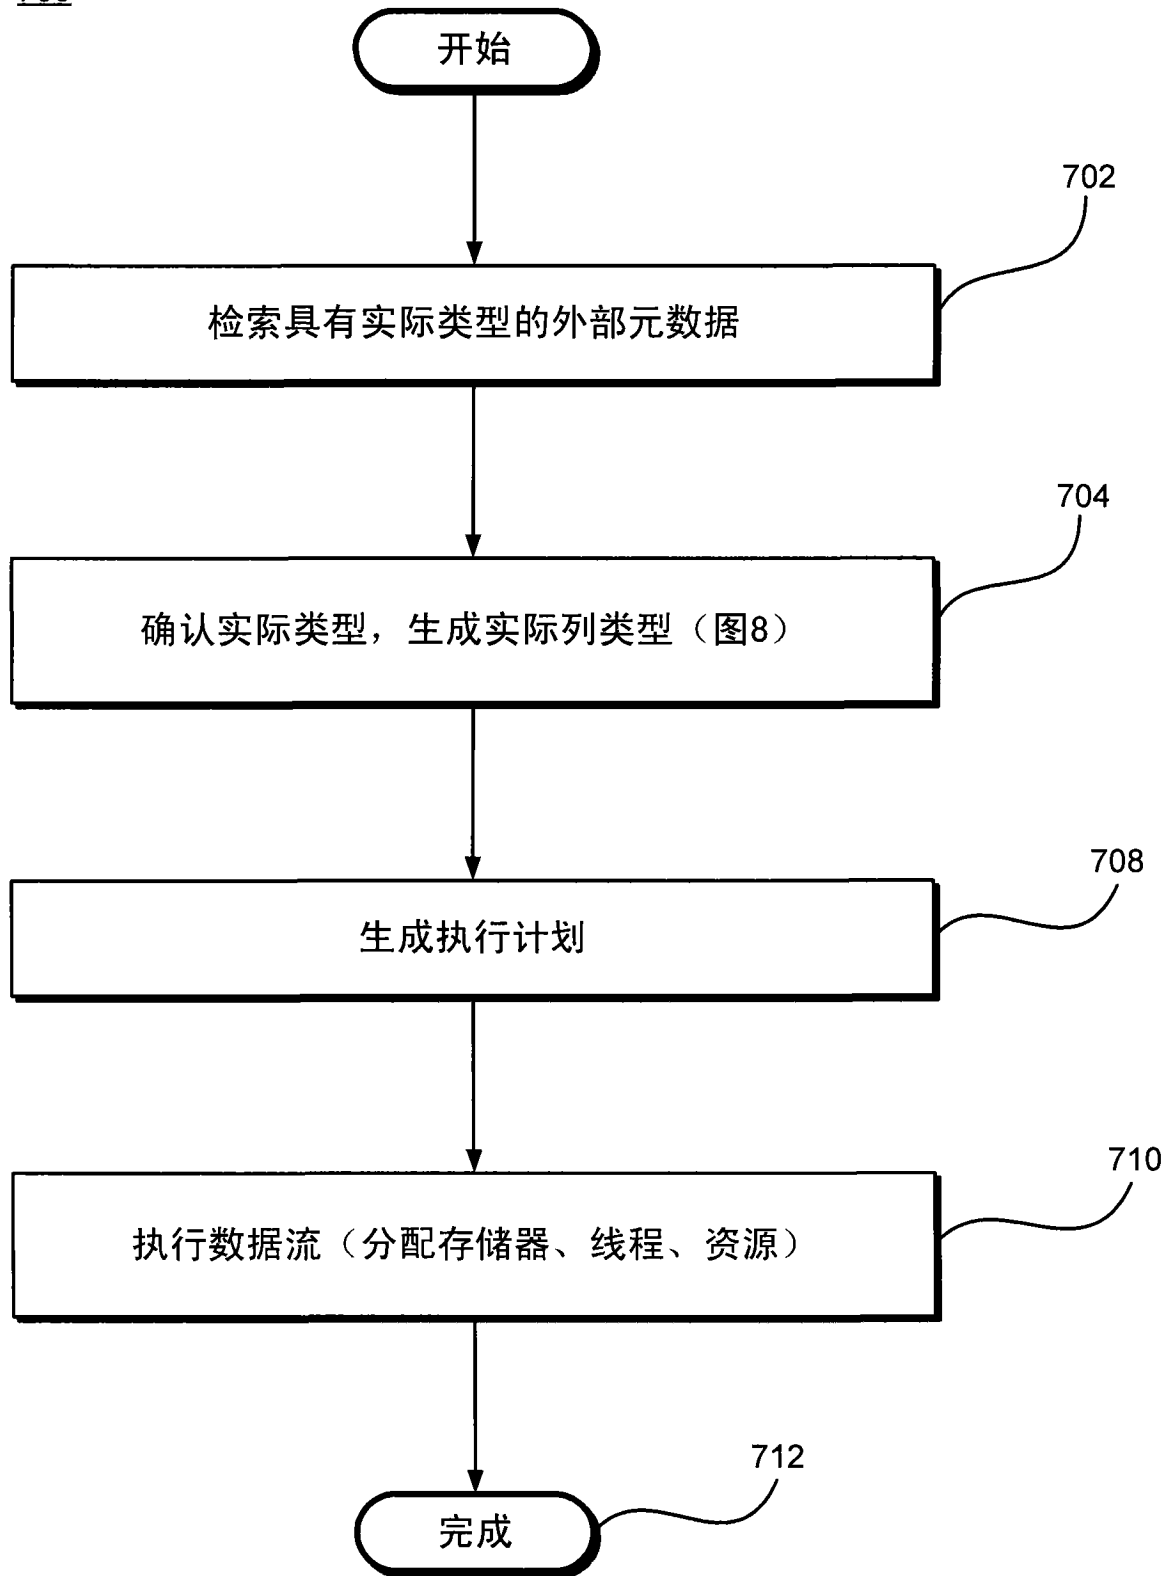 开始
702
检索具有实际类型的外部元数据
704
确认实际类型，生成实际列类型（图8）
708
生成执行计划
710
执行数据流（分配存储器、线程、资源）
712
完成